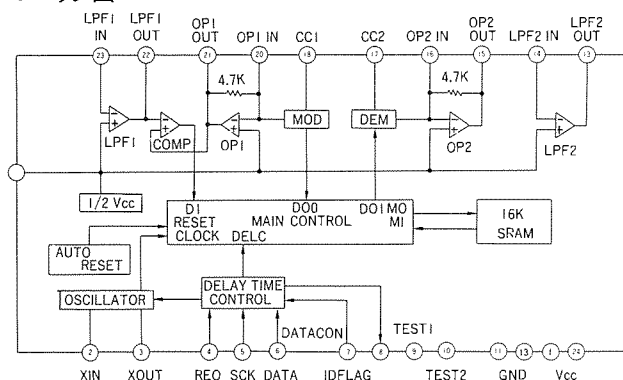 LPF1 IN
LPF1 OUT
OP1 OUT
OP1 IN
CC1
CC2
OP2 IN
OP2 OUT
LPF2 IN
LPF2 OUT
23 22 21 20 18 17 16 15 14 13
4.7K
4.7K
MOD
DEM
LPF1
COMP
OP1
OP2
LPF2
1/2 Vcc
D1
DO0
DO1 MO
RESET
MAIN CONTROL
MI
CLOCK
DELC
16K
SRAM
AUTO
RESET
OSCILLATOR
DELAY TIME
CONTROL
DATACON
TEST1
2 3 4 5 6 7 8 9 10 11 13 1 24
XIN
XOUT
REO
SCK
DATA
IDFLAG
TEST2
GND
Vcc